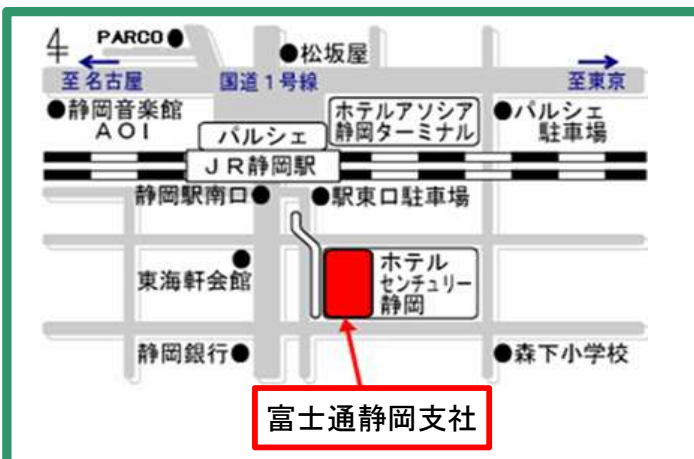 PARCO●
●松坂屋
至名古屋
国道1号線
至東京
●静岡音楽館
AOI
パルシェ
ホテルアソシア
静岡ターミナル
●パルシェ
駐車場
JR静岡駅
静岡駅南口●
●駅東口駐車場
東海軒会館
ホテル
センチュリー
静岡
静岡銀行●
●森下小学校
富士通静岡支社